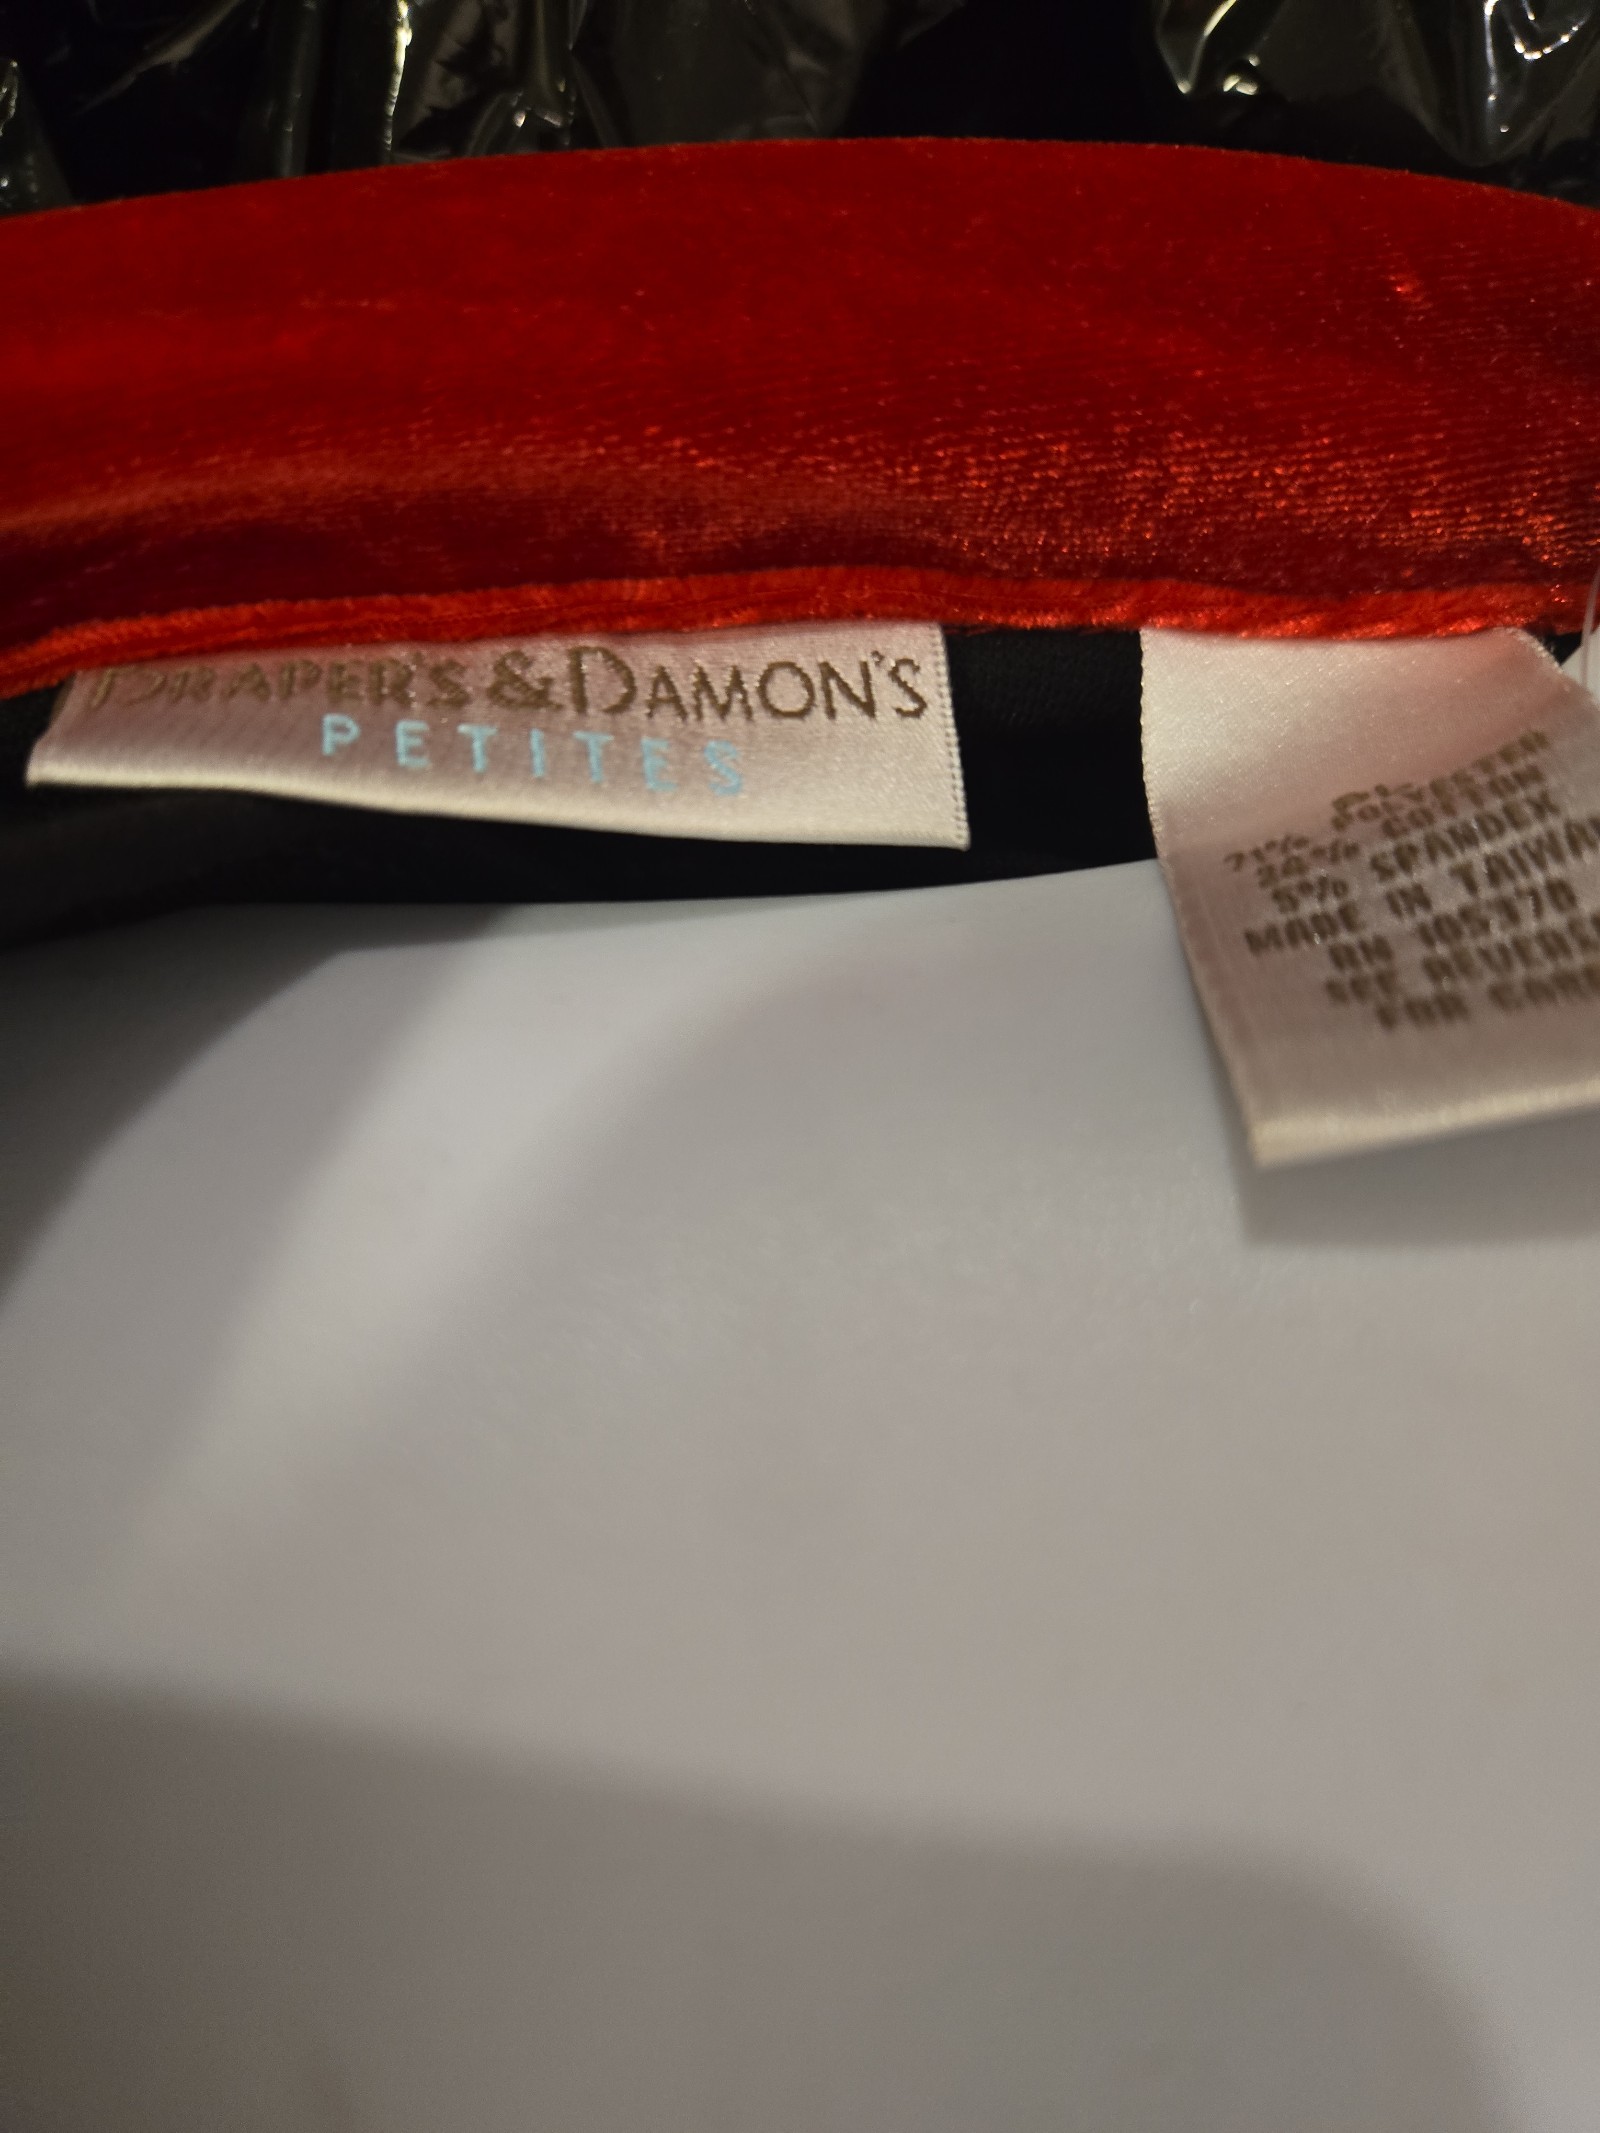 DRAPER'S & DAMON'S
PETITES
71% POLYESTER
24% COTTON
5% SPANDEX
MADE IN TAIWAN
RN 105370
SEE REVERSE
FOR CARE